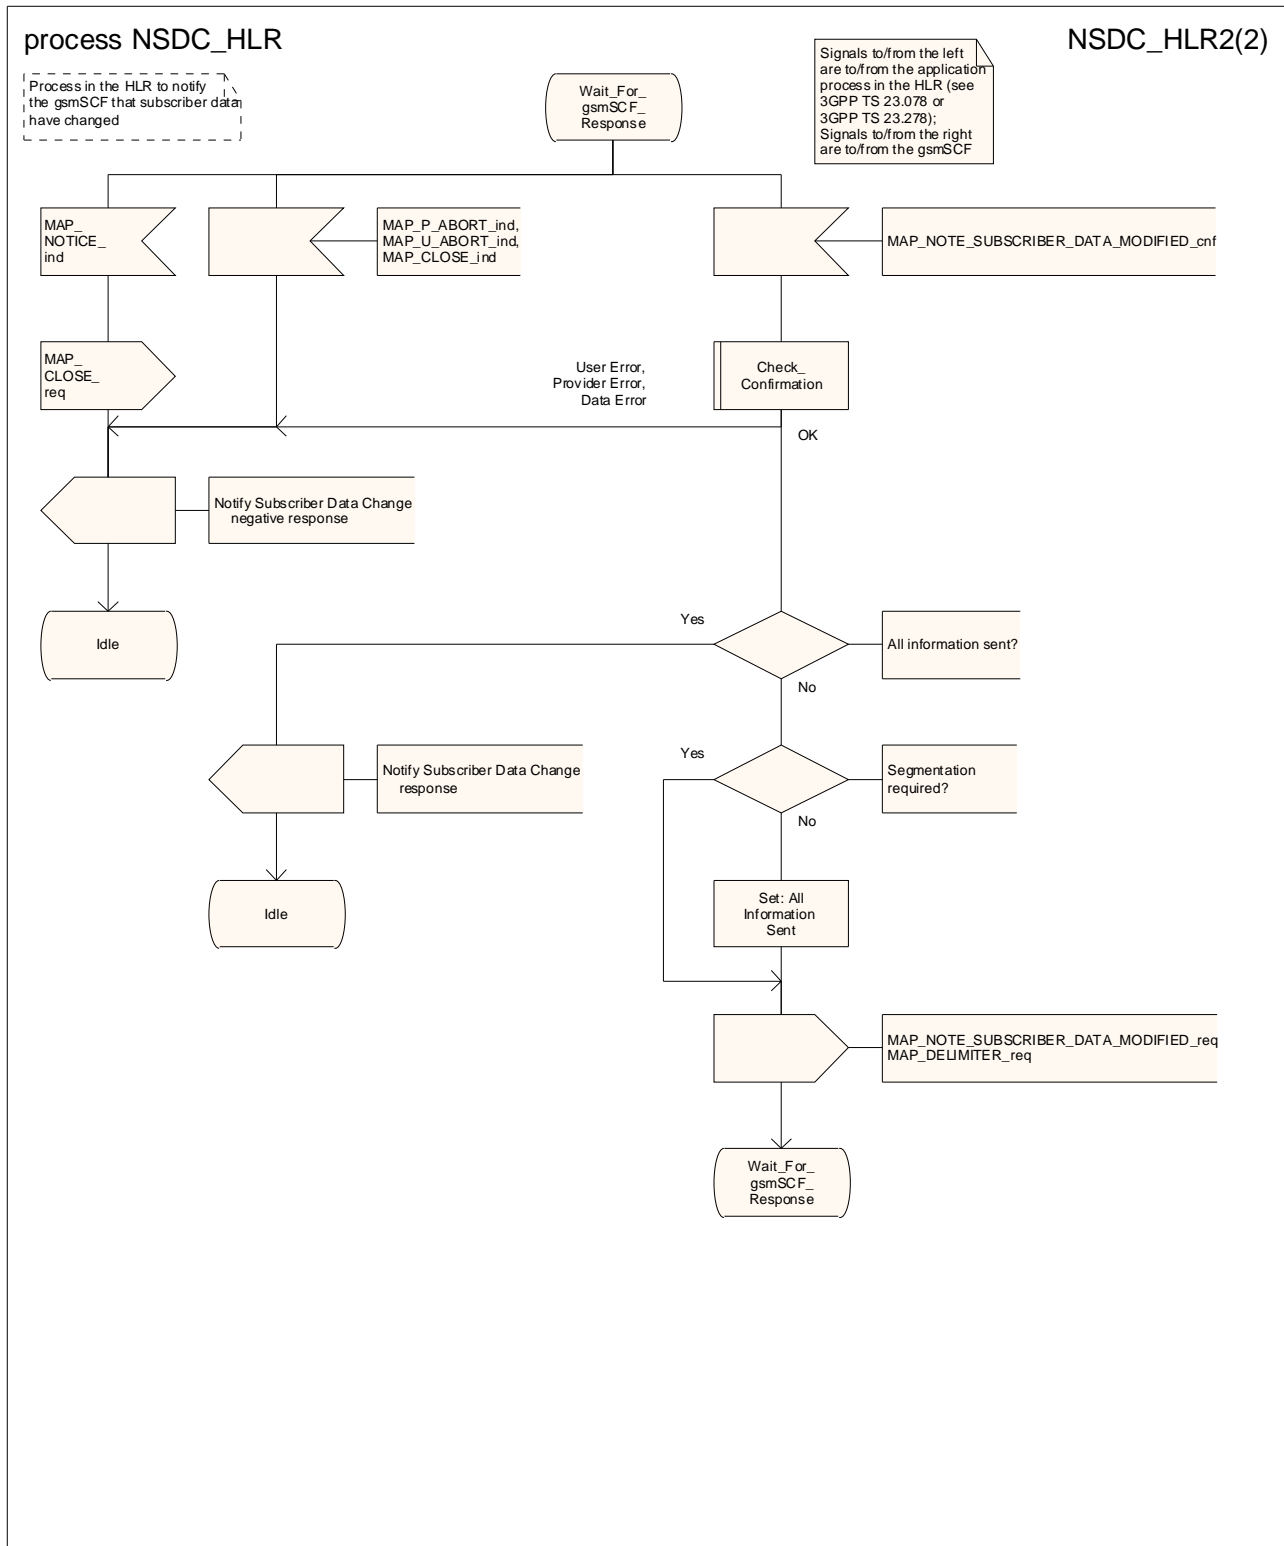 process NSDC_HLR
NSDC_HLR2(2)
Process in the HLR to notify
the gsmSCF that subscriber data
have changed
Wait_For_
gsmSCF_
Response
Signals to/from the left
are to/from the application
process in the HLR (see
3GPP TS 23.078 or
3GPP TS 23.278);
Signals to/from the right
are to/from the gsmSCF
MAP_
NOTICE_
ind
MAP_P_ABORT_ind,
MAP_U_ABORT_ind,
MAP_CLOSE_ind
MAP_NOTE_SUBSCRIBER_DATA_MODIFIED_cnf
MAP_
CLOSE_
req
User Error,
Provider Error,
Data Error
Check_
Confirmation
OK
Notify Subscriber Data Change
negative response
Idle
Yes
All information sent?
No
Notify Subscriber Data Change
response
Yes
Segmentation
required?
No
Idle
Set: All
Information
Sent
MAP_NOTE_SUBSCRIBER_DATA_MODIFIED_req
MAP_DELIMITER_req
Wait_For_
gsmSCF_
Response